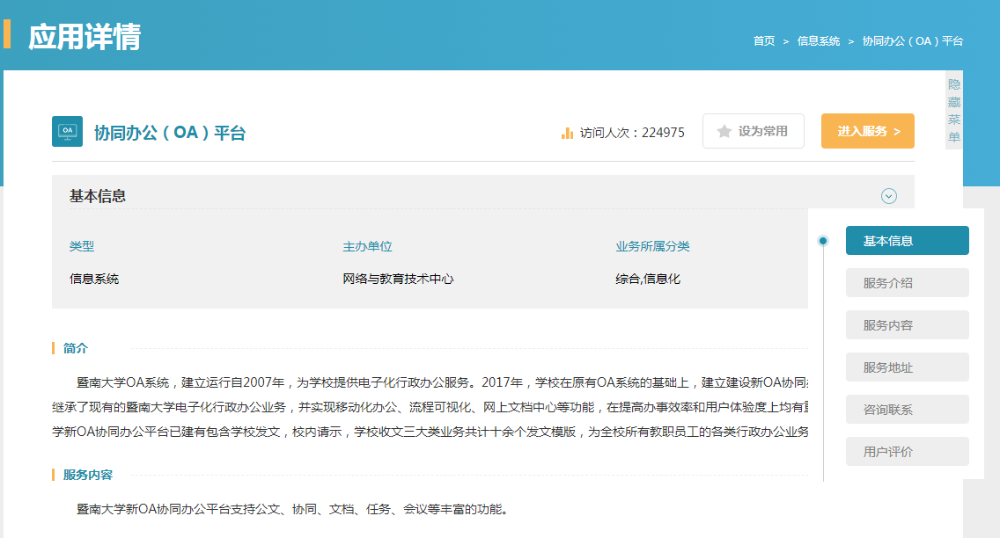 应用详情
首页 > 信息系统 > 协同办公（OA）平台
隐藏菜单
OA
协同办公（OA）平台
访问人次：224975
设为常用
进入服务 >
基本信息
类型
主办单位
业务所属分类
信息系统
网络与教育技术中心
综合,信息化
基本信息
服务介绍
服务内容
服务地址
咨询联系
用户评价
简介
暨南大学OA系统，建立运行自2007年，为学校提供电子化行政办公服务。2017年，学校在原有OA系统的基础上，建立建设新OA协同
继承了现有的暨南大学电子化行政办公业务，并实现移动化办公、流程可视化、网上文档中心等功能，在提高办事效率和用户体验度上均有
学新OA协同办公平台已建有包含学校发文，校内请示，学校收文三大类业务共计十余个发文模版，为全校所有教职员工的各类行政办公业务
服务内容
暨南大学新OA协同办公平台支持公文、协同、文档、任务、会议等丰富的功能。